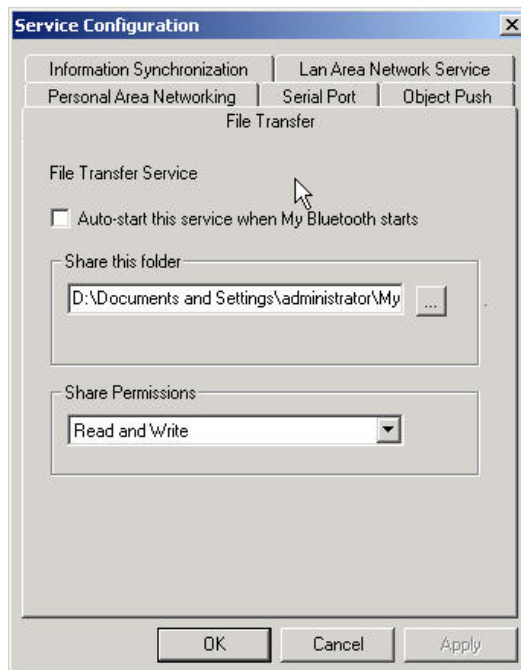 Service Configuration
Information Synchronization
Lan Area Network Service
Personal Area Networking
Serial Port
Object Push
File Transfer
File Transfer Service
Auto-start this service when My Bluetooth starts
Share this folder
D:\Documents and Settings\administrator\My
...
Share Permissions
Read and Write
OK
Cancel
Apply